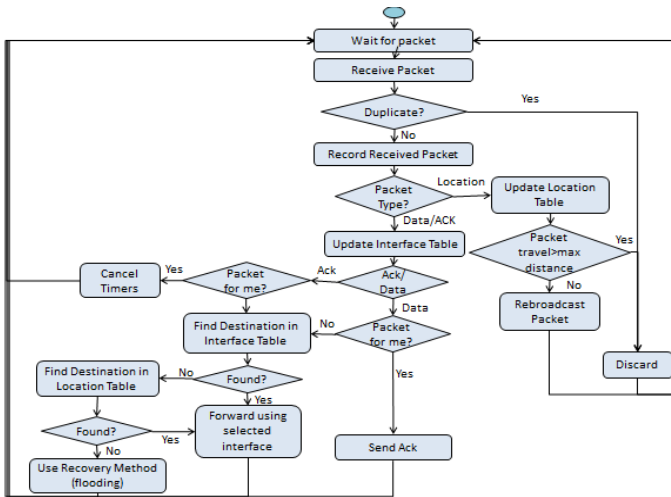 Wait for packet
Receive Packet
Duplicate?
Yes
No
Record Received Packet
Packet
Type?
Location
Update Location
Table
Data/ACK
Update Interface Table
Packet
travel>max
distance
Yes
No
Rebroadcast
Packet
Discard
Ack/
Data
Ack
Data
Packet
for me?
Yes
Cancel
Timers
Packet
for me?
No
Yes
Find Destination in
Interface Table
Found?
No
Yes
Find Destination in
Location Table
Found?
Yes
No
Forward using
selected
interface
Send Ack
Use Recovery Method
(flooding)